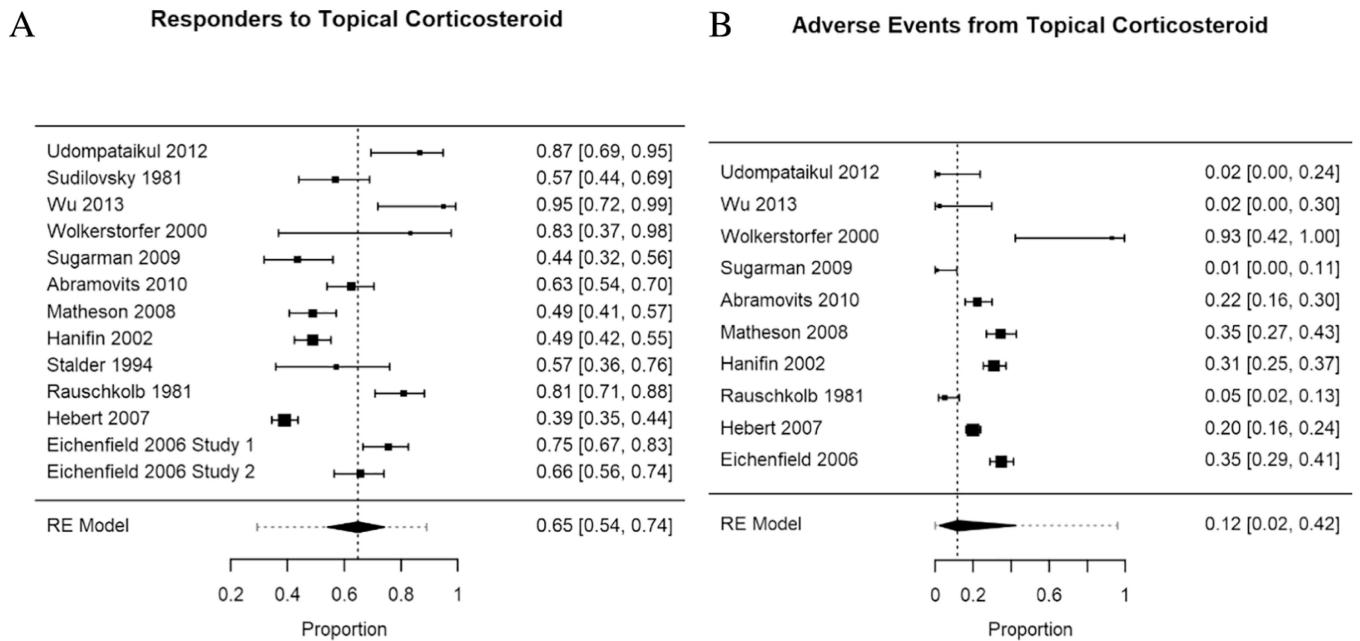 A
Responders to Topical Corticosteroid
Udompataikul 2012 0.87 [0.69, 0.95]
Sudilovsky 1981 0.57 [0.44, 0.69]
Wu 2013 0.95 [0.72, 0.99]
Wolkerstorfer 2000 0.83 [0.37, 0.98]
Sugarman 2009 0.44 [0.32, 0.56]
Abramovits 2010 0.63 [0.54, 0.70]
Matheson 2008 0.49 [0.41, 0.57]
Hanifin 2002 0.49 [0.42, 0.55]
Stalder 1994 0.57 [0.36, 0.76]
Rauschkolb 1981 0.81 [0.71, 0.88]
Hebert 2007 0.39 [0.35, 0.44]
Eichenfield 2006 Study 1 0.75 [0.67, 0.83]
Eichenfield 2006 Study 2 0.66 [0.56, 0.74]
RE Model 0.65 [0.54, 0.74]
0.2 0.4 0.6 0.8 1
Proportion
B
Adverse Events from Topical Corticosteroid
Udompataikul 2012 0.02 [0.00, 0.24]
Wu 2013 0.02 [0.00, 0.30]
Wolkerstorfer 2000 0.93 [0.42, 1.00]
Sugarman 2009 0.01 [0.00, 0.11]
Abramovits 2010 0.22 [0.16, 0.30]
Matheson 2008 0.35 [0.27, 0.43]
Hanifin 2002 0.31 [0.25, 0.37]
Rauschkolb 1981 0.05 [0.02, 0.13]
Hebert 2007 0.20 [0.16, 0.24]
Eichenfield 2006 0.35 [0.29, 0.41]
RE Model 0.12 [0.02, 0.42]
0 0.2 0.6 1
Proportion